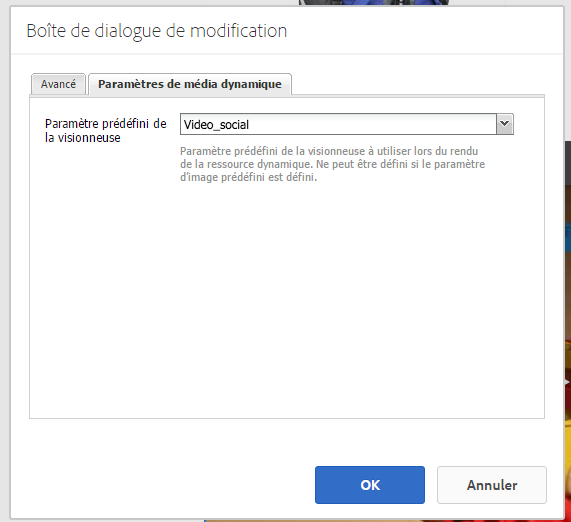 Boîte de dialogue de modification
Avancé
Paramètres de média dynamique
Paramètre prédéfini de
la visionneuse
Video_social
Paramètre prédéfini de la visionneuse à utiliser lors du rendu
de la ressource dynamique. Ne peut être défini si le paramètre
d'image prédéfini est défini.
OK
Annuler